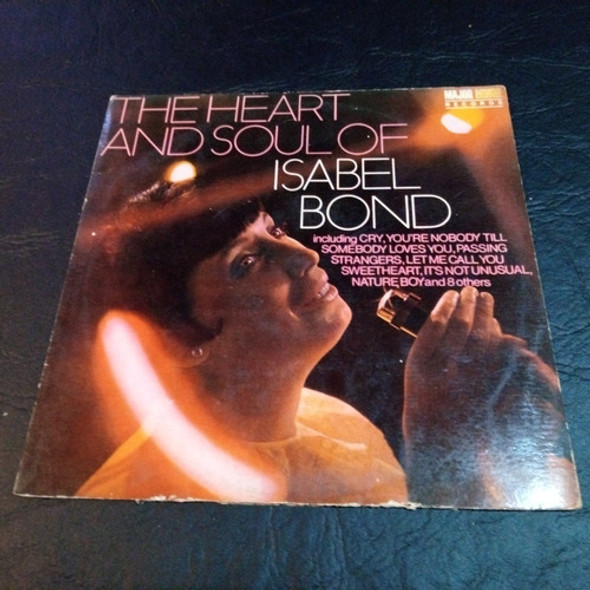 THE HEART
AND SOUL OF
ISABEL
BOND
including CRY, YOU'RE NOBODY TILL
SOMEBODY LOVES YOU, PASSING
STRANGERS, LET ME CALL YOU
SWEETHEART, IT'S NOT UNUSUAL,
NATURE BOY and 8 others
MAJOR MINOR
RECORDS